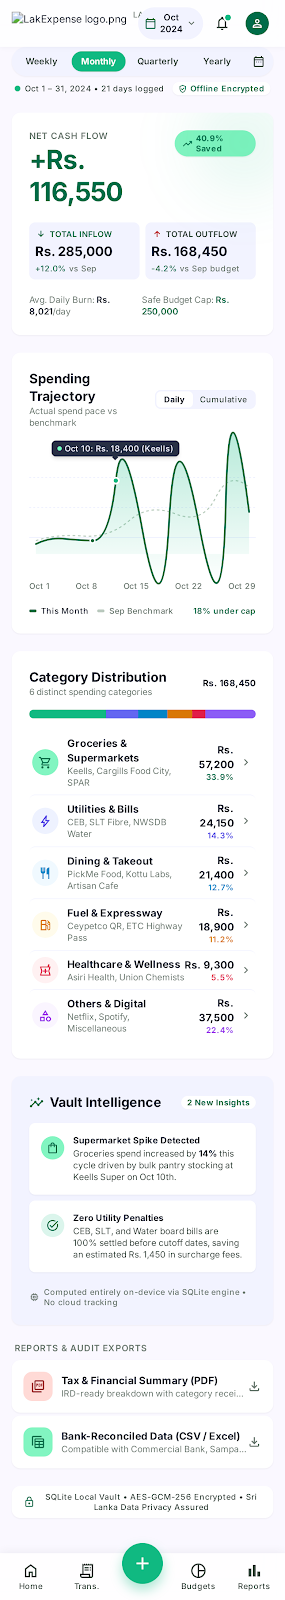 LakExpense logo.png
LA
Oct
2024
Weekly
Monthly
Quarterly
Yearly
Oct 1 – 31, 2024 • 21 days logged
Offline Encrypted
NET CASH FLOW
40.9%
Saved
+Rs.
116,550
TOTAL INFLOW
Rs. 285,000
+12.0% vs Sep
TOTAL OUTFLOW
Rs. 168,450
-4.2% vs Sep budget
Avg. Daily Burn: Rs.
8,021/day
Safe Budget Cap: Rs.
250,000
Spending
Trajectory
Actual spend pace vs
benchmark
Daily
Cumulative
Oct 10: Rs. 18,400 (Keells)
Oct 1
Oct 8
Oct 15
Oct 22
Oct 29
This Month
Sep Benchmark
18% under cap
Category Distribution
6 distinct spending categories
Rs. 168,450
Groceries &
Supermarkets
Keells, Cargills Food City,
SPAR
Rs.
57,200
33.9%
Utilities & Bills
CEB, SLT Fibre, NWSDB
Water
Rs.
24,150
14.3%
Dining & Takeout
PickMe Food, Kottu Labs,
Artisan Cafe
Rs.
21,400
12.7%
Fuel & Expressway
Ceypetco QR, ETC Highway
Pass
Rs.
18,900
11.2%
Healthcare & Wellness
Asiri Health, Union Chemists
Rs. 9,300
5.5%
Others & Digital
Netflix, Spotify,
Miscellaneous
Rs.
37,500
22.4%
Vault Intelligence
2 New Insights
Supermarket Spike Detected
Groceries spend increased by 14% this
cycle driven by bulk pantry stocking at
Keells Super on Oct 10th.
Zero Utility Penalties
CEB, SLT, and Water board bills are
100% settled before cutoff dates, saving
an estimated Rs. 1,450 in surcharge fees.
Computed entirely on-device via SQLite engine •
No cloud tracking
REPORTS & AUDIT EXPORTS
Tax & Financial Summary (PDF)
IRD-ready breakdown with category recei...
Bank-Reconciled Data (CSV / Excel)
Compatible with Commercial Bank, Sampa...
SQLite Local Vault • AES-GCM-256 Encrypted • Sri
Lanka Data Privacy Assured
Home
Trans.
Budgets
Reports